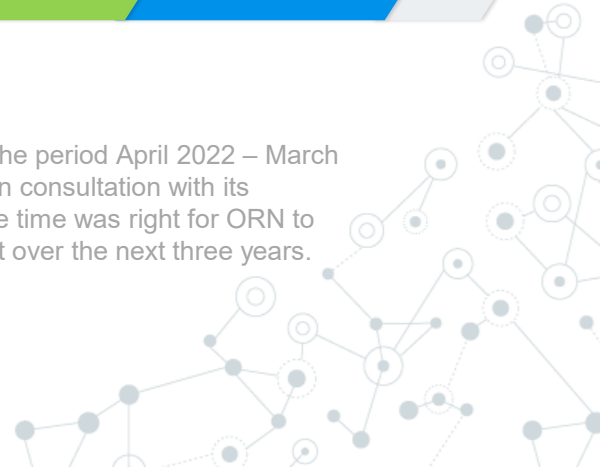 he period April 2022 – March
n consultation with its
e time was right for ORN to
t over the next three years.